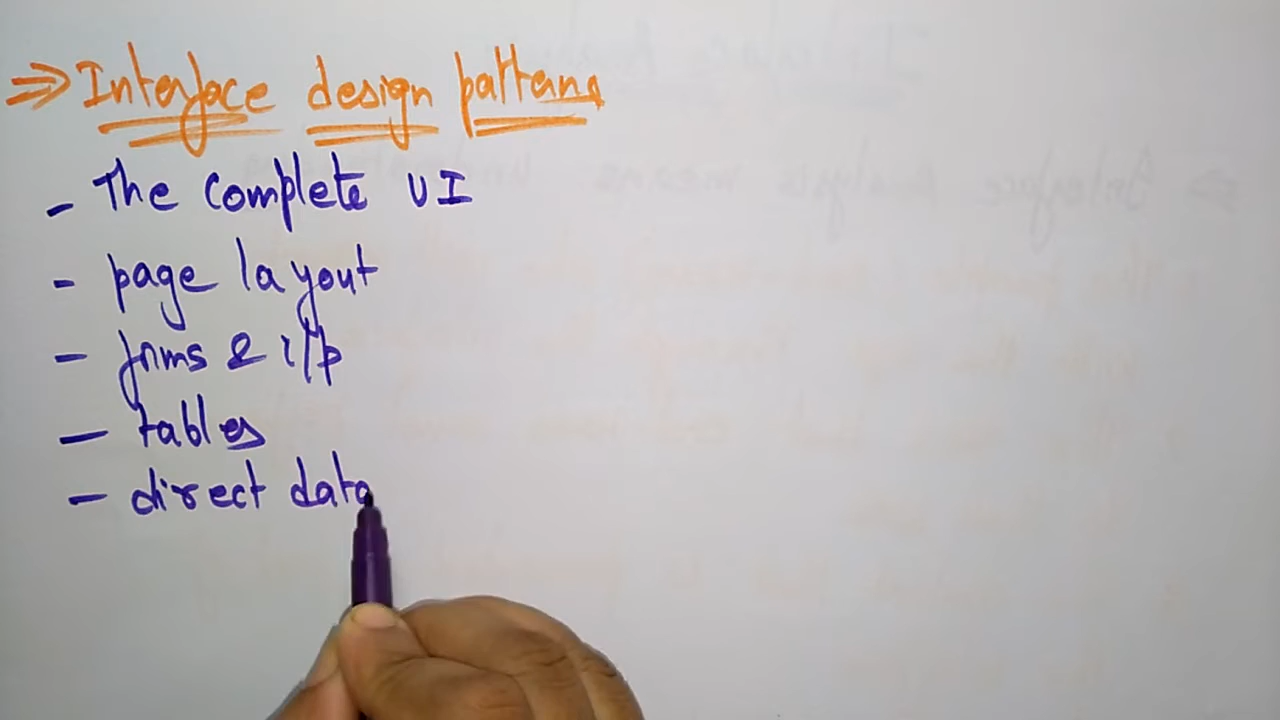 ⇒ Interface design patterns
- The complete UI
- page layout
- forms & i/p
- tables
- direct data